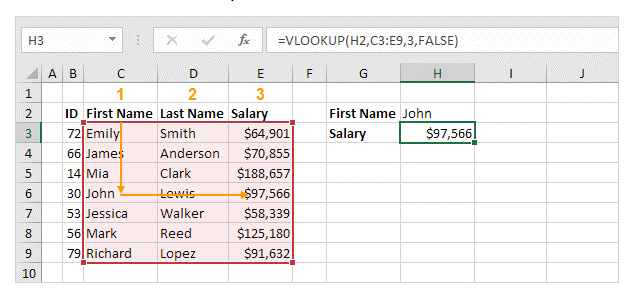 H3 fx =VLOOKUP(H2,C3:E9,3,FALSE)
A B C D E F G H I J
1 1 2 3
2 ID First Name Last Name Salary First Name John
3 72 Emily Smith $64,901 Salary $97,566
4 66 James Anderson $70,855
5 14 Mia Clark $188,657
6 30 John Lewis $97,566
7 53 Jessica Walker $58,339
8 56 Mark Reed $125,180
9 79 Richard Lopez $91,632
10